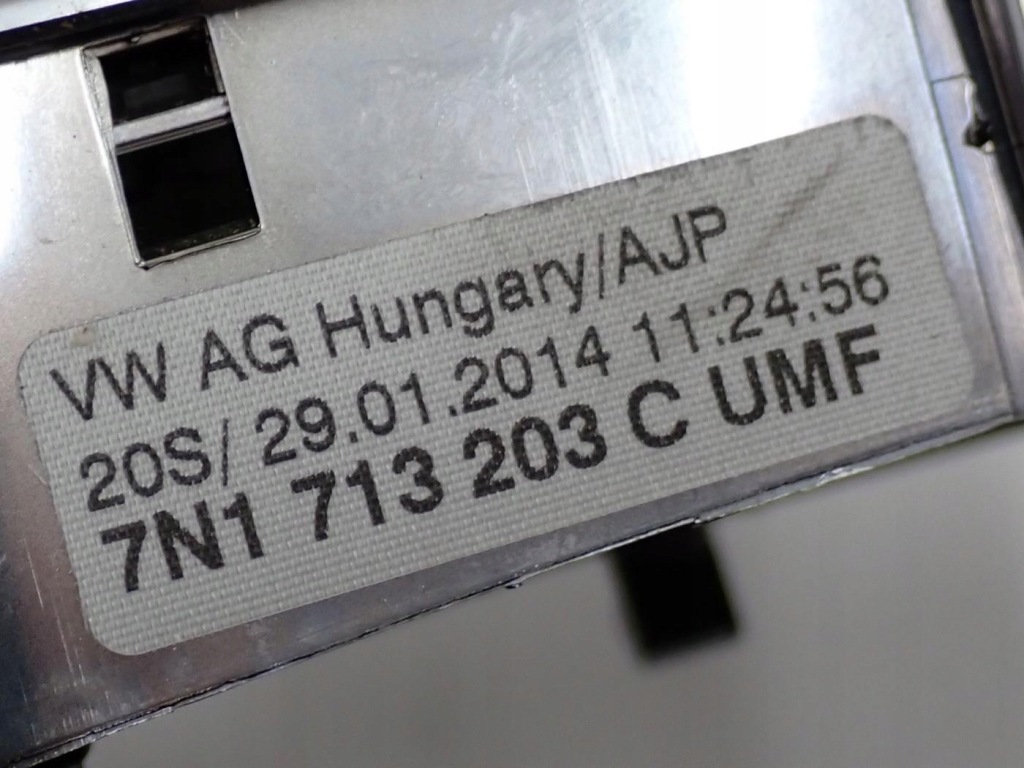 VW AG Hungary/AJP
20S/ 29.01.2014 11:24:56
7N1 713 203 C UMF